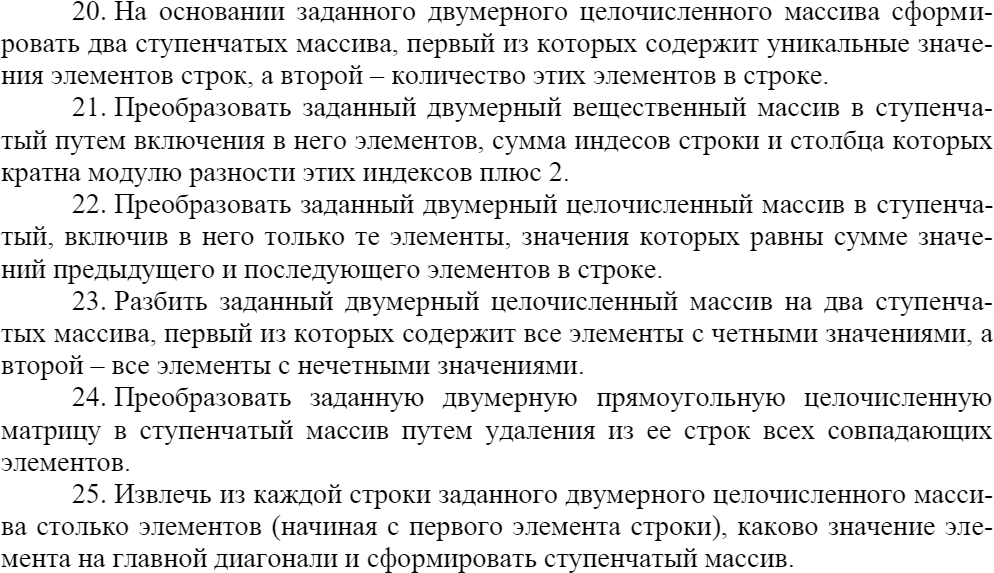 20. На основании заданного двумерного целочисленного массива сформи-
ровать два ступенчатых массива, первый из которых содержит уникальные значе-
ния элементов строк, а второй – количество этих элементов в строке.
21. Преобразовать заданный двумерный вещественный массив в ступенча-
тый путем включения в него элементов, сумма индесов строки и столбца которых
кратна модулю разности этих индексов плюс 2.
22. Преобразовать заданный двумерный целочисленный массив в ступенча-
тый, включив в него только те элементы, значения которых равны сумме значе-
ний предыдущего и последующего элементов в строке.
23. Разбить заданный двумерный целочисленный массив на два ступенча-
тых массива, первый из которых содержит все элементы с четными значениями, а
второй – все элементы с нечетными значениями.
24. Преобразовать заданную двумерную прямоугольную целочисленную
матрицу в ступенчатый массив путем удаления из ее строк всех совпадающих
элементов.
25. Извлечь из каждой строки заданного двумерного целочисленного масси-
ва столько элементов (начиная с первого элемента строки), каково значение эле-
мента на главной диагонали и сформировать ступенчатый массив.